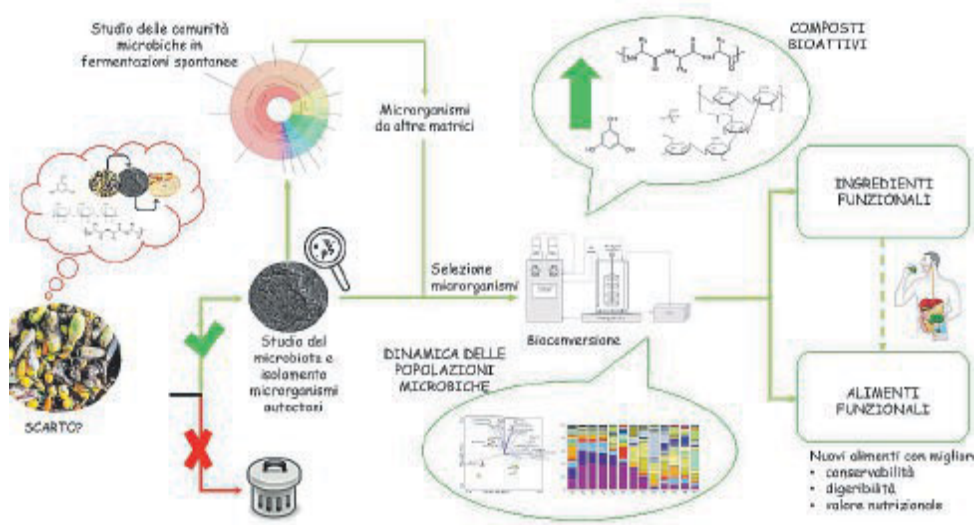 Studio delle comunità
microbiche in
fermentazioni spontanee
Microrganismi
da altre matrici
COMPOSTI
BIOATTIVI
INGREDIENTI
FUNZIONALI
Selezione
microrganismi
Bioconversione
Studio del
microbiota e
isolamento
microrganismi
autoctoni
SCARTO?
DINAMICA DELLE
POPOLAZIONI
MICROBICHE
ALIMENTI
FUNZIONALI
Nuovi alimenti con miglior
• conservabilità
• digeribilità
• valore nutrizionale